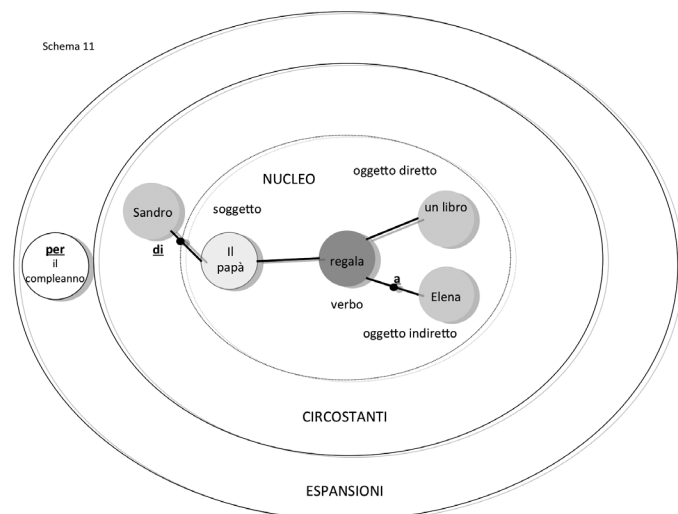 Schema 11
NUCLEO
oggetto diretto
Sandro
un libro
soggetto
di
per
il
compleanno
Il
papà
regala
a
Elena
verbo
oggetto indiretto
CIRCOSTANTI
ESPANSIONI